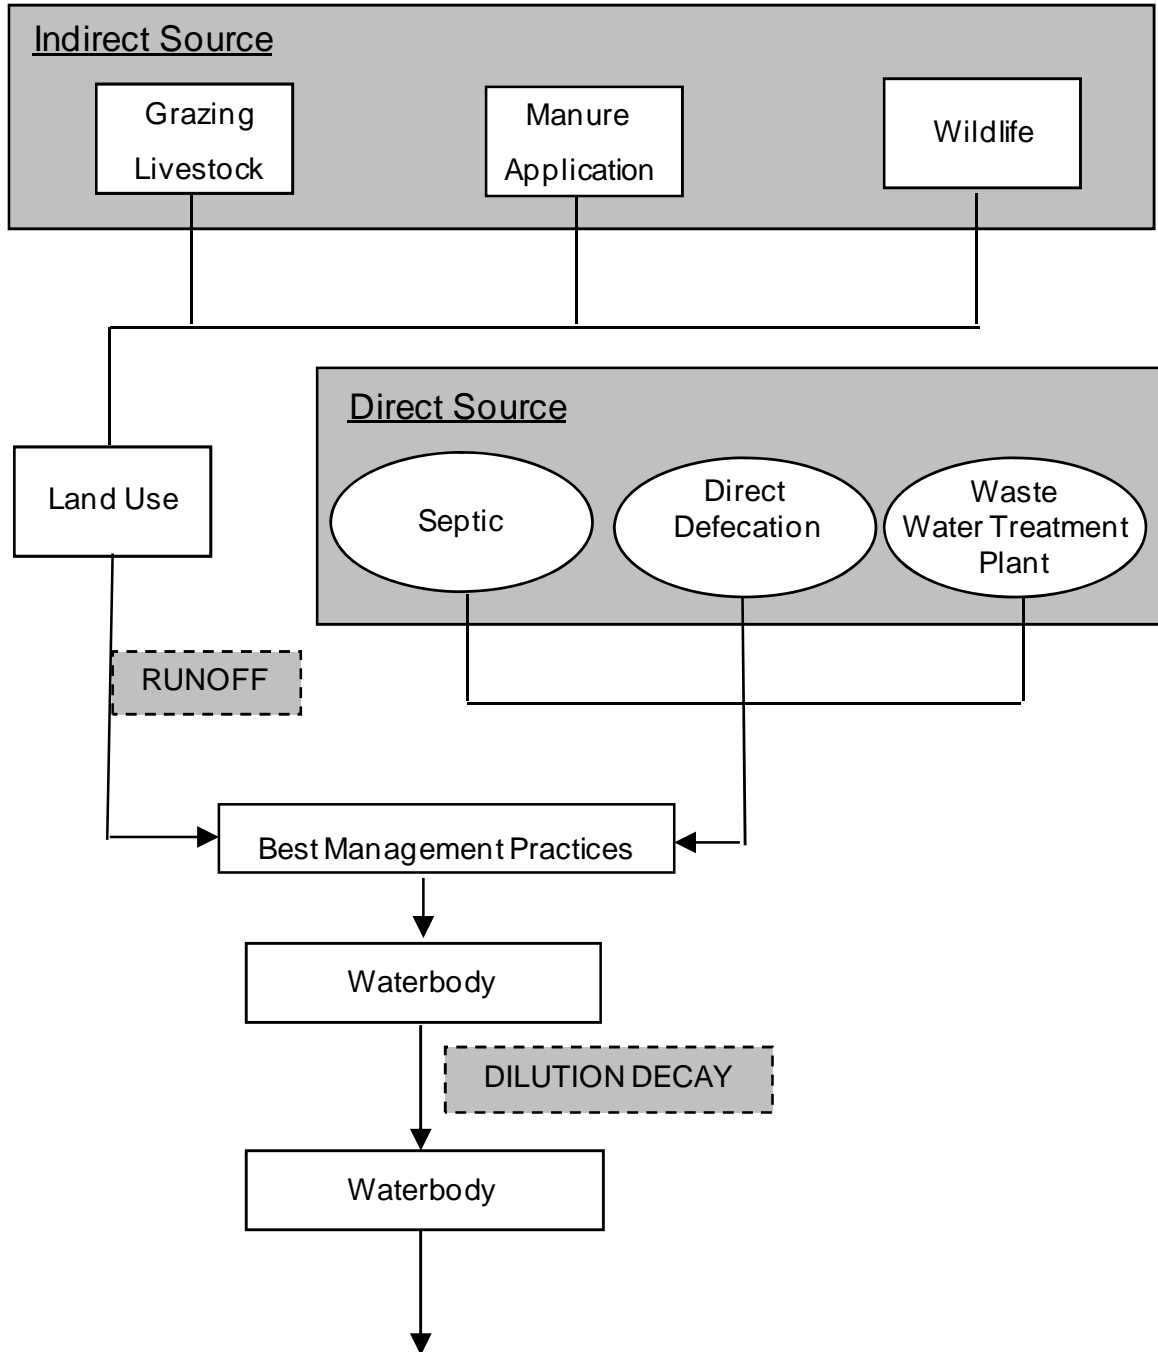 Indirect Source
Grazing
Livestock
Manure
Application
Wildlife
Direct Source
Land Use
Septic
Direct
Defecation
Waste
Water Treatment
Plant
RUNOFF
Best Management Practices
Waterbody
DILUTION DECAY
Waterbody